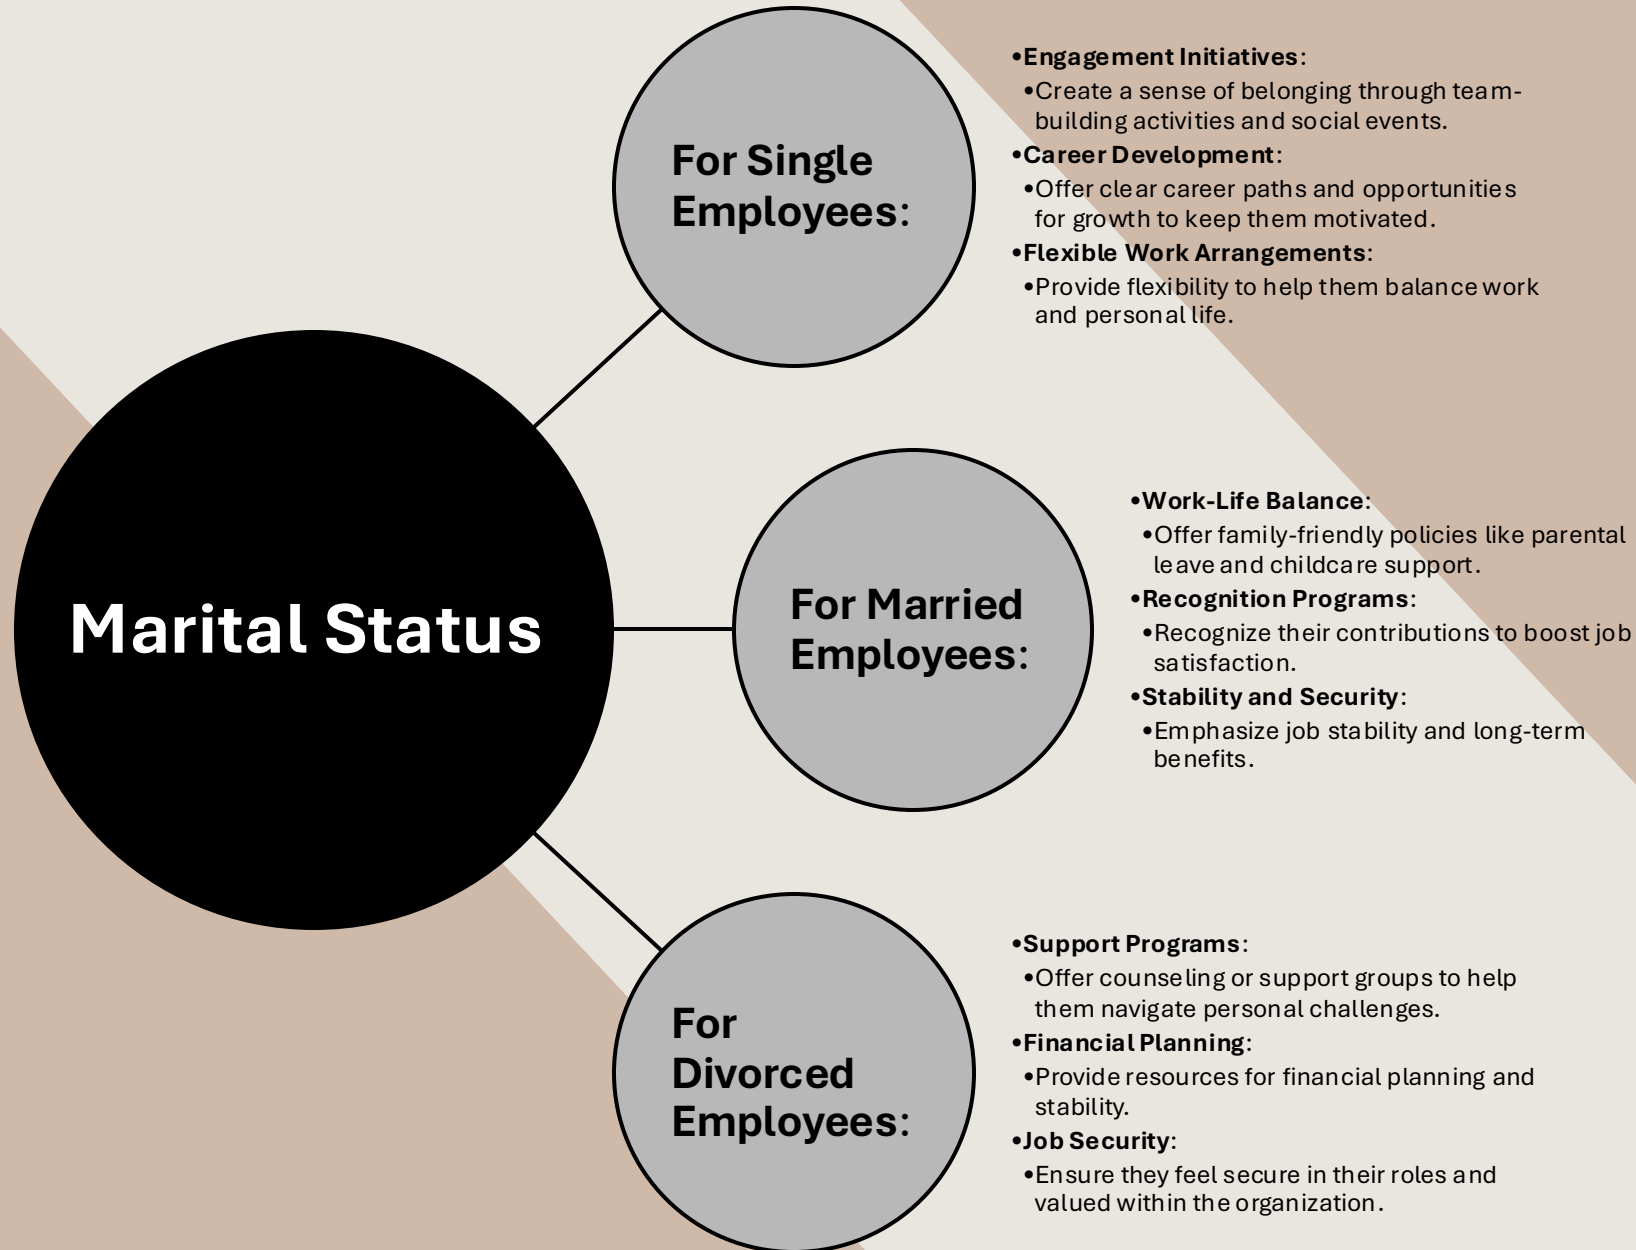 Marital Status
For Single
Employees:
•Engagement Initiatives:
•Create a sense of belonging through team-
building activities and social events.
•Career Development:
•Offer clear career paths and opportunities
for growth to keep them motivated.
•Flexible Work Arrangements:
•Provide flexibility to help them balance work
and personal life.
For Married
Employees:
•Work-Life Balance:
•Offer family-friendly policies like parental
leave and childcare support.
•Recognition Programs:
•Recognize their contributions to boost job
satisfaction.
•Stability and Security:
•Emphasize job stability and long-term
benefits.
For
Divorced
Employees:
•Support Programs:
•Offer counseling or support groups to help
them navigate personal challenges.
•Financial Planning:
•Provide resources for financial planning and
stability.
•Job Security:
•Ensure they feel secure in their roles and
valued within the organization.